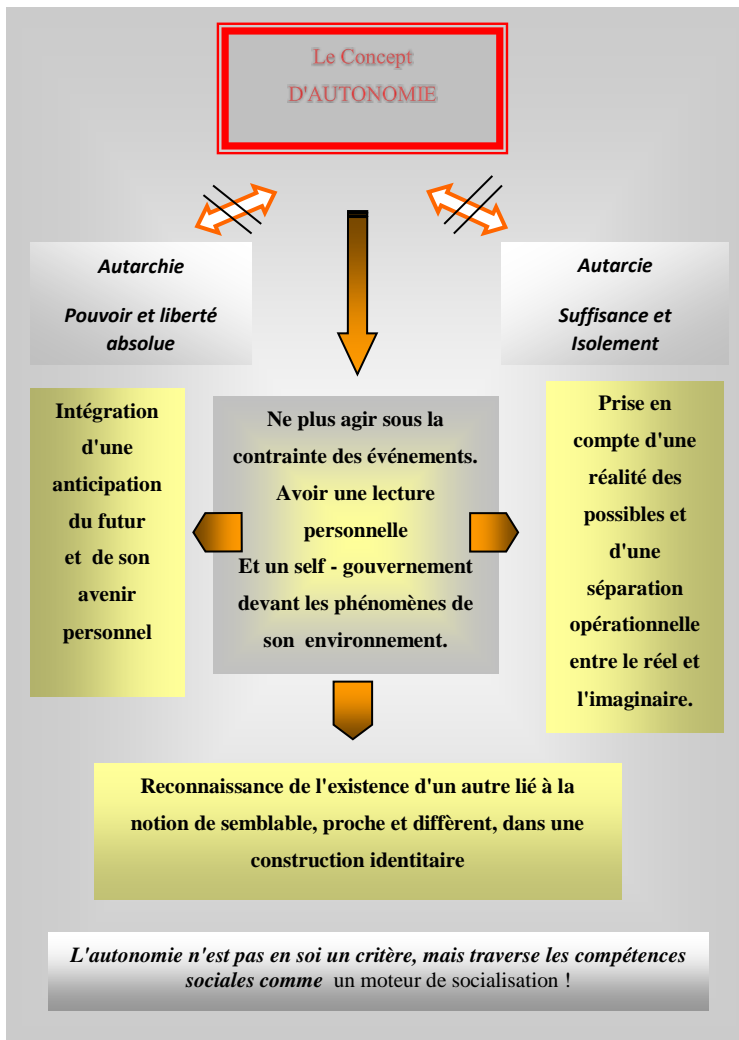 Le Concept
D'AUTONOMIE
Autarchie
Pouvoir et liberté
absolue
Autarcie
Suffisance et
Isolement
Intégration
d'une
anticipation
du futur
et de son
avenir
personnel
Ne plus agir sous la
contrainte des événements.
Avoir une lecture
personnelle
Et un self - gouvernement
devant les phénomènes de
son environnement.
Prise en
compte d'une
réalité des
possibles et
d'une
séparation
opérationnelle
entre le réel et
l'imaginaire.
Reconnaissance de l'existence d'un autre lié à la
notion de semblable, proche et diffèrent, dans une
construction identitaire
L'autonomie n'est pas en soi un critère, mais traverse les compétences
sociales comme un moteur de socialisation !